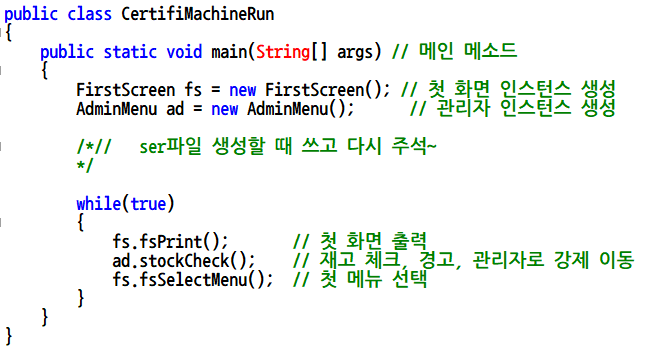 public class CertifiMachineRun
{
    public static void main(String[] args) // 메인 메소드
    {
        FirstScreen fs = new FirstScreen(); // 첫 화면 인스턴스 생성
        AdminMenu ad = new AdminMenu();      // 관리자 인스턴스 생성

        /*//   ser파일 생성할 때 쓰고 다시 주석~
        */

        while(true)
        {
            fs.fsPrint();       // 첫 화면 출력
            ad.stockCheck();    // 재고 체크, 경고, 관리자로 강제 이동
            fs.fsSelectMenu();  // 첫 메뉴 선택
        }
    }
}